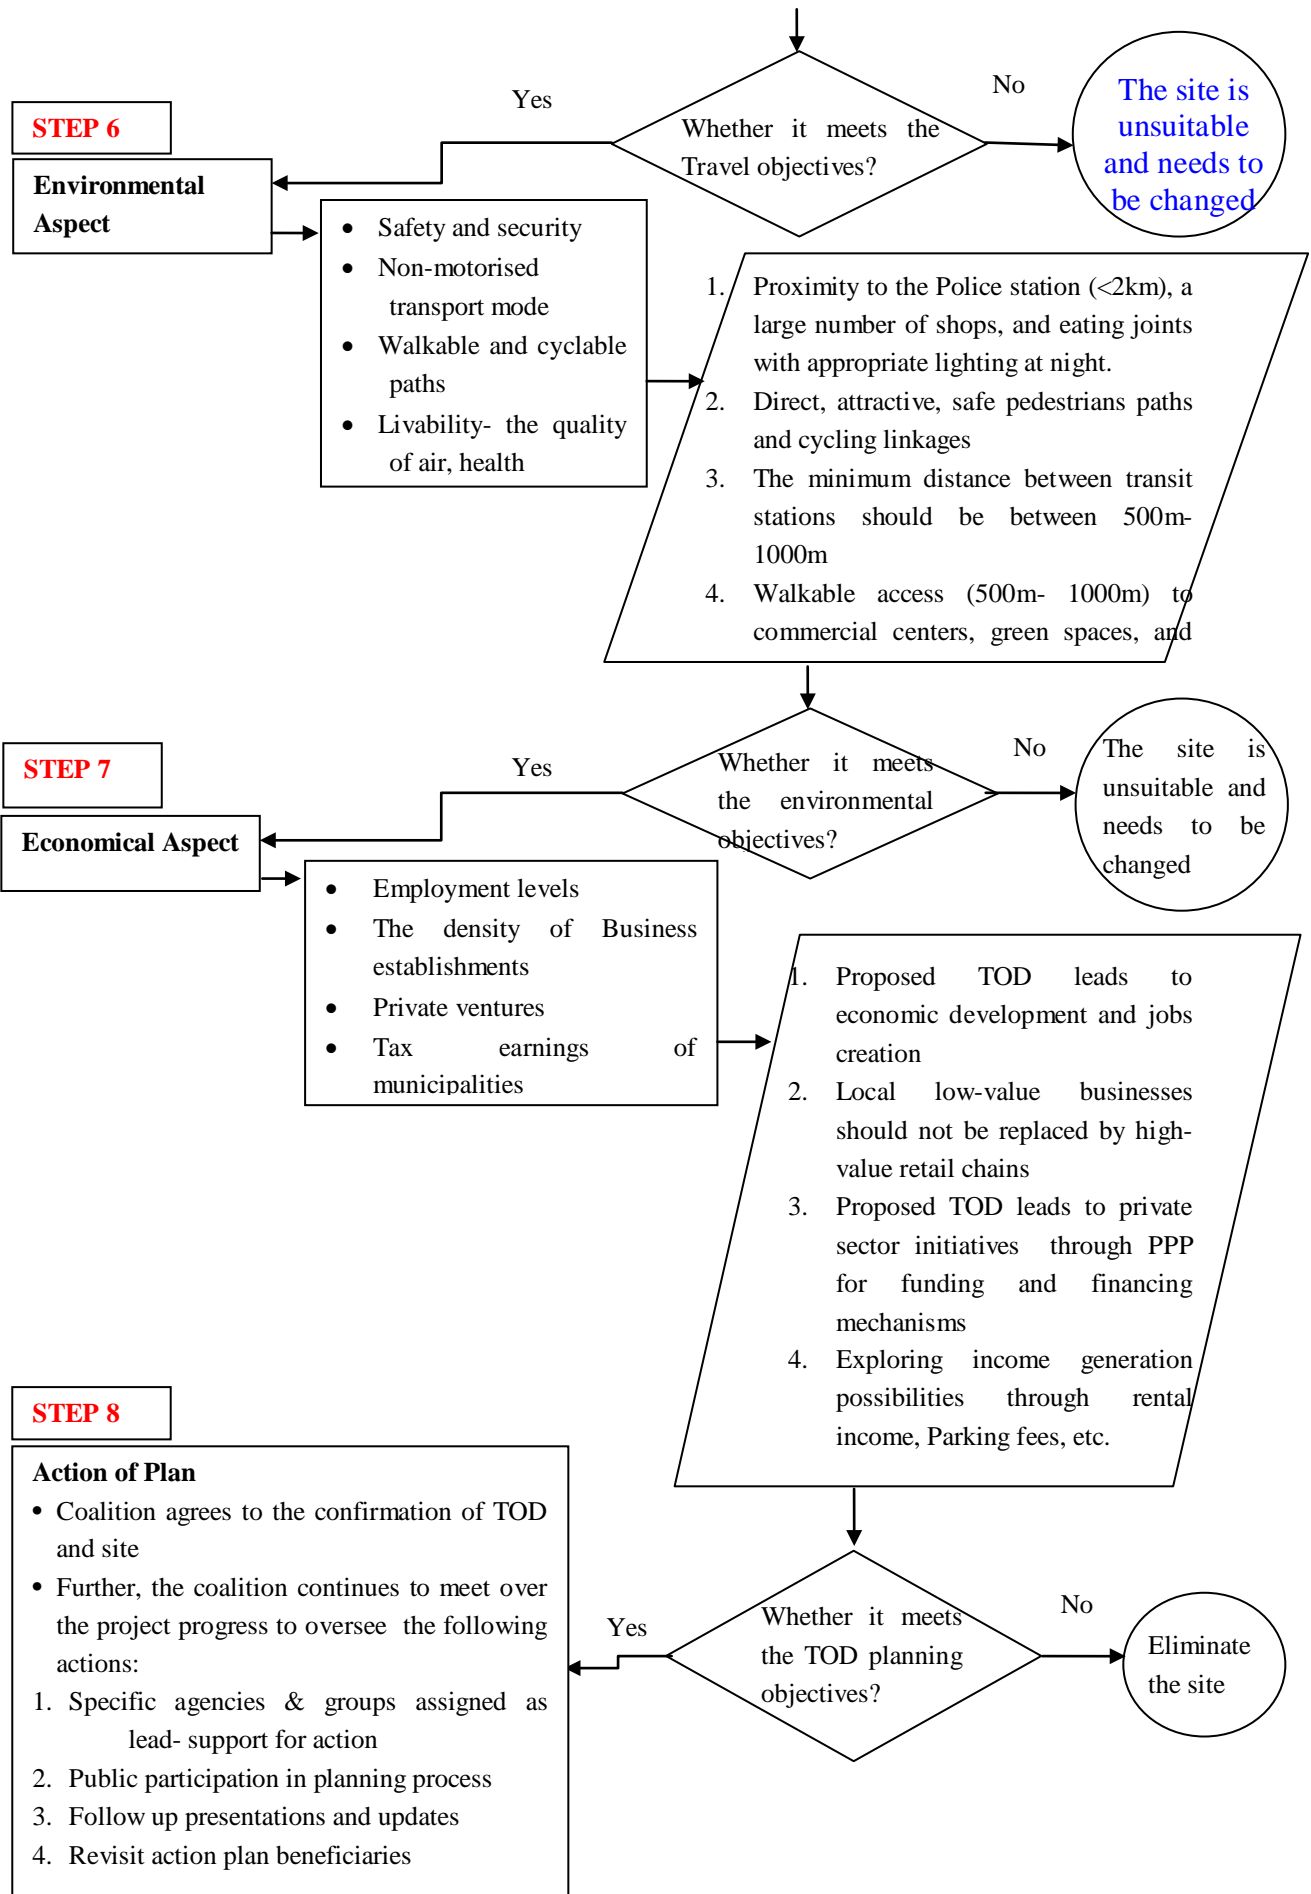 Yes
No
Whether it meets the
Travel objectives?
The site is
unsuitable
and needs to
be changed
STEP 6
Environmental
Aspect
• Safety and security
• Non-motorised
transport mode
• Walkable and cyclable
paths
• Livability- the quality
of air, health
1. Proximity to the Police station (<2km), a
large number of shops, and eating joints
with appropriate lighting at night.
2. Direct, attractive, safe pedestrians paths
and cycling linkages
3. The minimum distance between transit
stations should be between 500m-
1000m
4. Walkable access (500m- 1000m) to
commercial centers, green spaces, and
Yes
No
Whether it meets
the environmental
objectives?
The site is
unsuitable and
needs to be
changed
STEP 7
Economical Aspect
• Employment levels
• The density of Business
establishments
• Private ventures
• Tax earnings of
municipalities
1. Proposed TOD leads to
economic development and jobs
creation
2. Local low-value businesses
should not be replaced by high-
value retail chains
3. Proposed TOD leads to private
sector initiatives through PPP
for funding and financing
mechanisms
4. Exploring income generation
possibilities through rental
income, Parking fees, etc.
Yes
No
Whether it meets
the TOD planning
objectives?
Eliminate
the site
STEP 8
Action of Plan
• Coalition agrees to the confirmation of TOD
and site
• Further, the coalition continues to meet over
the project progress to oversee the following
actions:
1. Specific agencies & groups assigned as
lead- support for action
2. Public participation in planning process
3. Follow up presentations and updates
4. Revisit action plan beneficiaries